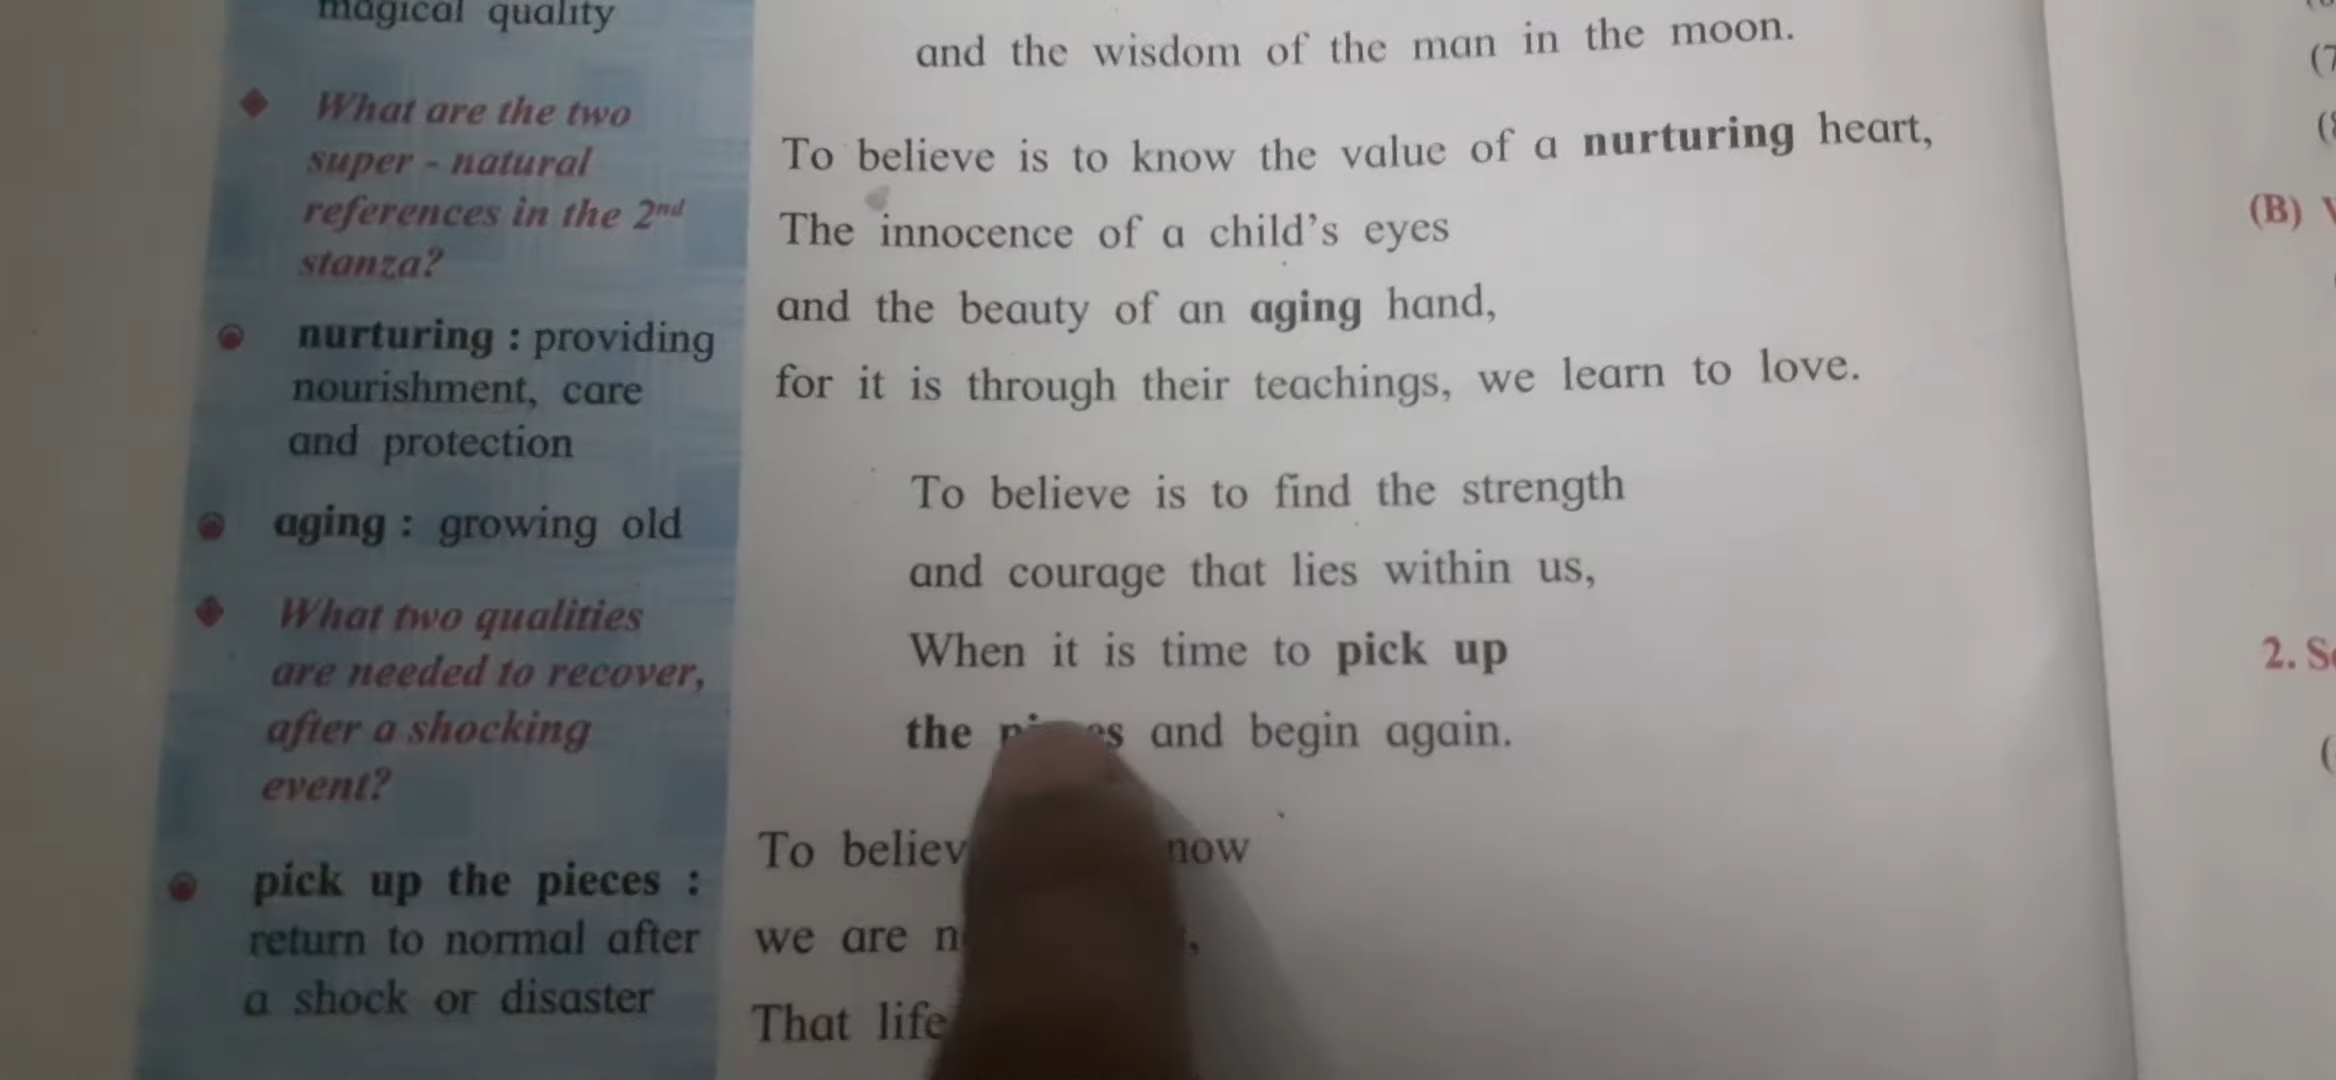 magical quality
What are the two
super - natural
references in the 2nd
stanza?
nurturing : providing
nourishment, care
and protection
aging : growing old
What two qualities
are needed to recover,
after a shocking
event?
pick up the pieces :
return to normal after
a shock or disaster
and the wisdom of the man in the moon.
To believe is to know the value of a nurturing heart,
The innocence of a child's eyes
and the beauty of an aging hand,
for it is through their teachings, we learn to love.
To believe is to find the strength
and courage that lies within us,
When it is time to pick up
the and begin again.
To
we are
That life
(B)
2.